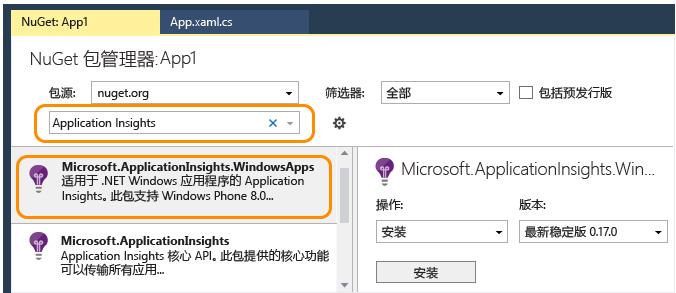 NuGet: App1
App.xaml.cs
NuGet 包管理器:App1
包源: nuget.org 筛选器: 全部 包括预发行版
Application Insights
Microsoft.ApplicationInsights.WindowsApps
适用于 .NET Windows 应用程序的 Application
Insights。此包支持 Windows Phone 8.0...
Microsoft.ApplicationInsights
Application Insights 核心 API。此包提供的核心功能
可以传输所有应用...
Microsoft.ApplicationInsights.Win...
操作: 版本:
安装 最新稳定版 0.17.0
安装